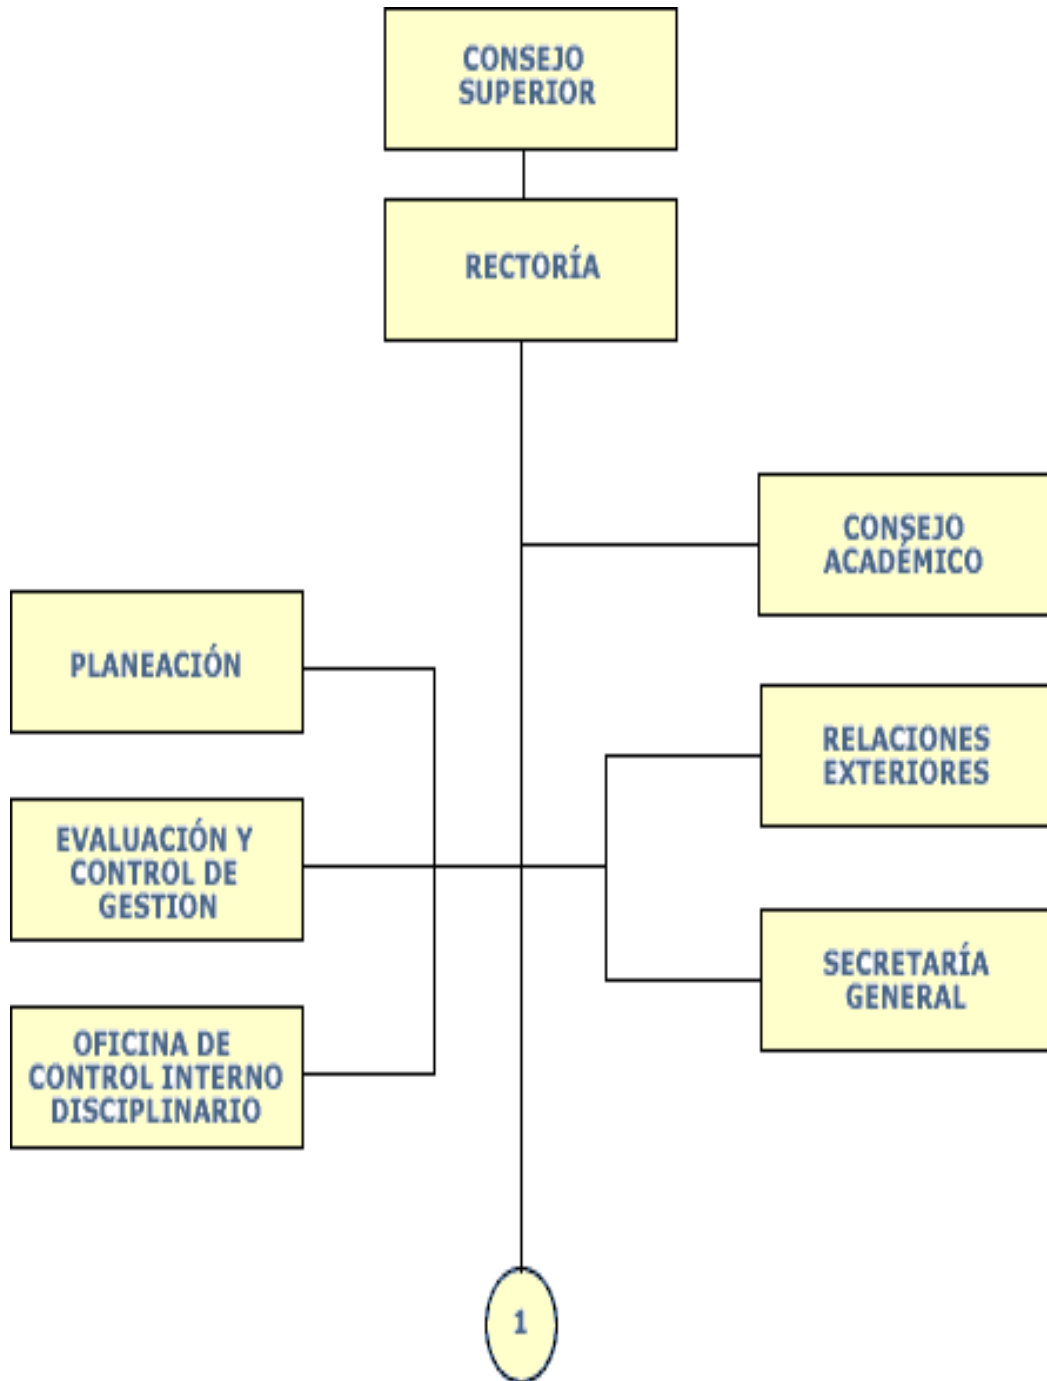 CONSEJO
SUPERIOR
RECTORÍA
CONSEJO
ACADÉMICO
PLANEACIÓN
RELACIONES
EXTERIORES
EVALUACIÓN Y
CONTROL DE
GESTION
SECRETARÍA
GENERAL
OFICINA DE
CONTROL INTERNO
DISCIPLINARIO
1